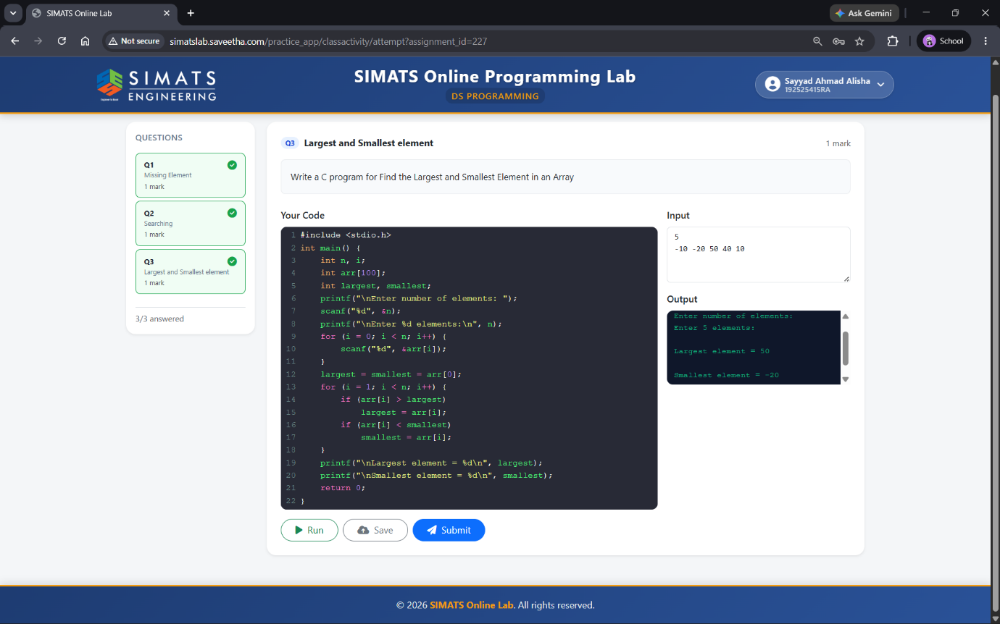 SIMATS Online Lab
Ask Gemini
Not secure
simatslab.saveetha.com/practice_app/classactivity/attempt?assignment_id=227
School
SIMATS
ENGINEERING
Engineer to Excel
SIMATS Online Programming Lab
DS PROGRAMMING
Sayyad Ahmad Alisha
192525415RA
QUESTIONS
Q1
Missing Element
1 mark
Q2
Searching
1 mark
Q3
Largest and Smallest element
1 mark
3/3 answered
Q3 Largest and Smallest element 1 mark
Write a C program for Find the Largest and Smallest Element in an Array
Your Code
1 #include <stdio.h>
2 int main() {
3     int n, i;
4     int arr[100];
5     int largest, smallest;
6     printf("\nEnter number of elements: ");
7     scanf("%d", &n);
8     printf("\nEnter %d elements:\n", n);
9     for (i = 0; i < n; i++) {
10         scanf("%d", &arr[i]);
11     }
12     largest = smallest = arr[0];
13     for (i = 1; i < n; i++) {
14         if (arr[i] > largest)
15             largest = arr[i];
16         if (arr[i] < smallest)
17             smallest = arr[i];
18     }
19     printf("\nLargest element = %d\n", largest);
20     printf("\nSmallest element = %d\n", smallest);
21     return 0;
22 }
Run
Save
Submit
Input
5
-10 -20 50 40 10
Output
Enter number of elements:
Enter 5 elements:
Largest element = 50
Smallest element = -20
© 2026 SIMATS Online Lab. All rights reserved.